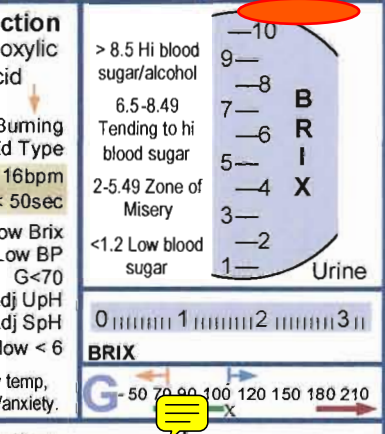 ction
oxylic
cid
Burning
Ed Type
16bpm
< 50sec
ow Brix
Low BP
G<70
dj UpH
dj SpH
low < 6
temp,
/anxiety.
> 8.5 Hi blood
sugar/alcohol
6.5-8.49
Tending to hi
blood sugar
2-5.49 Zone of
Misery
<1.2 Low blood
sugar
10
9
8
7
6
5
4
3
2
1
BRIX
Urine
0 1 2 3
BRIX
G - 50 70 90 100 120 150 180 210
X